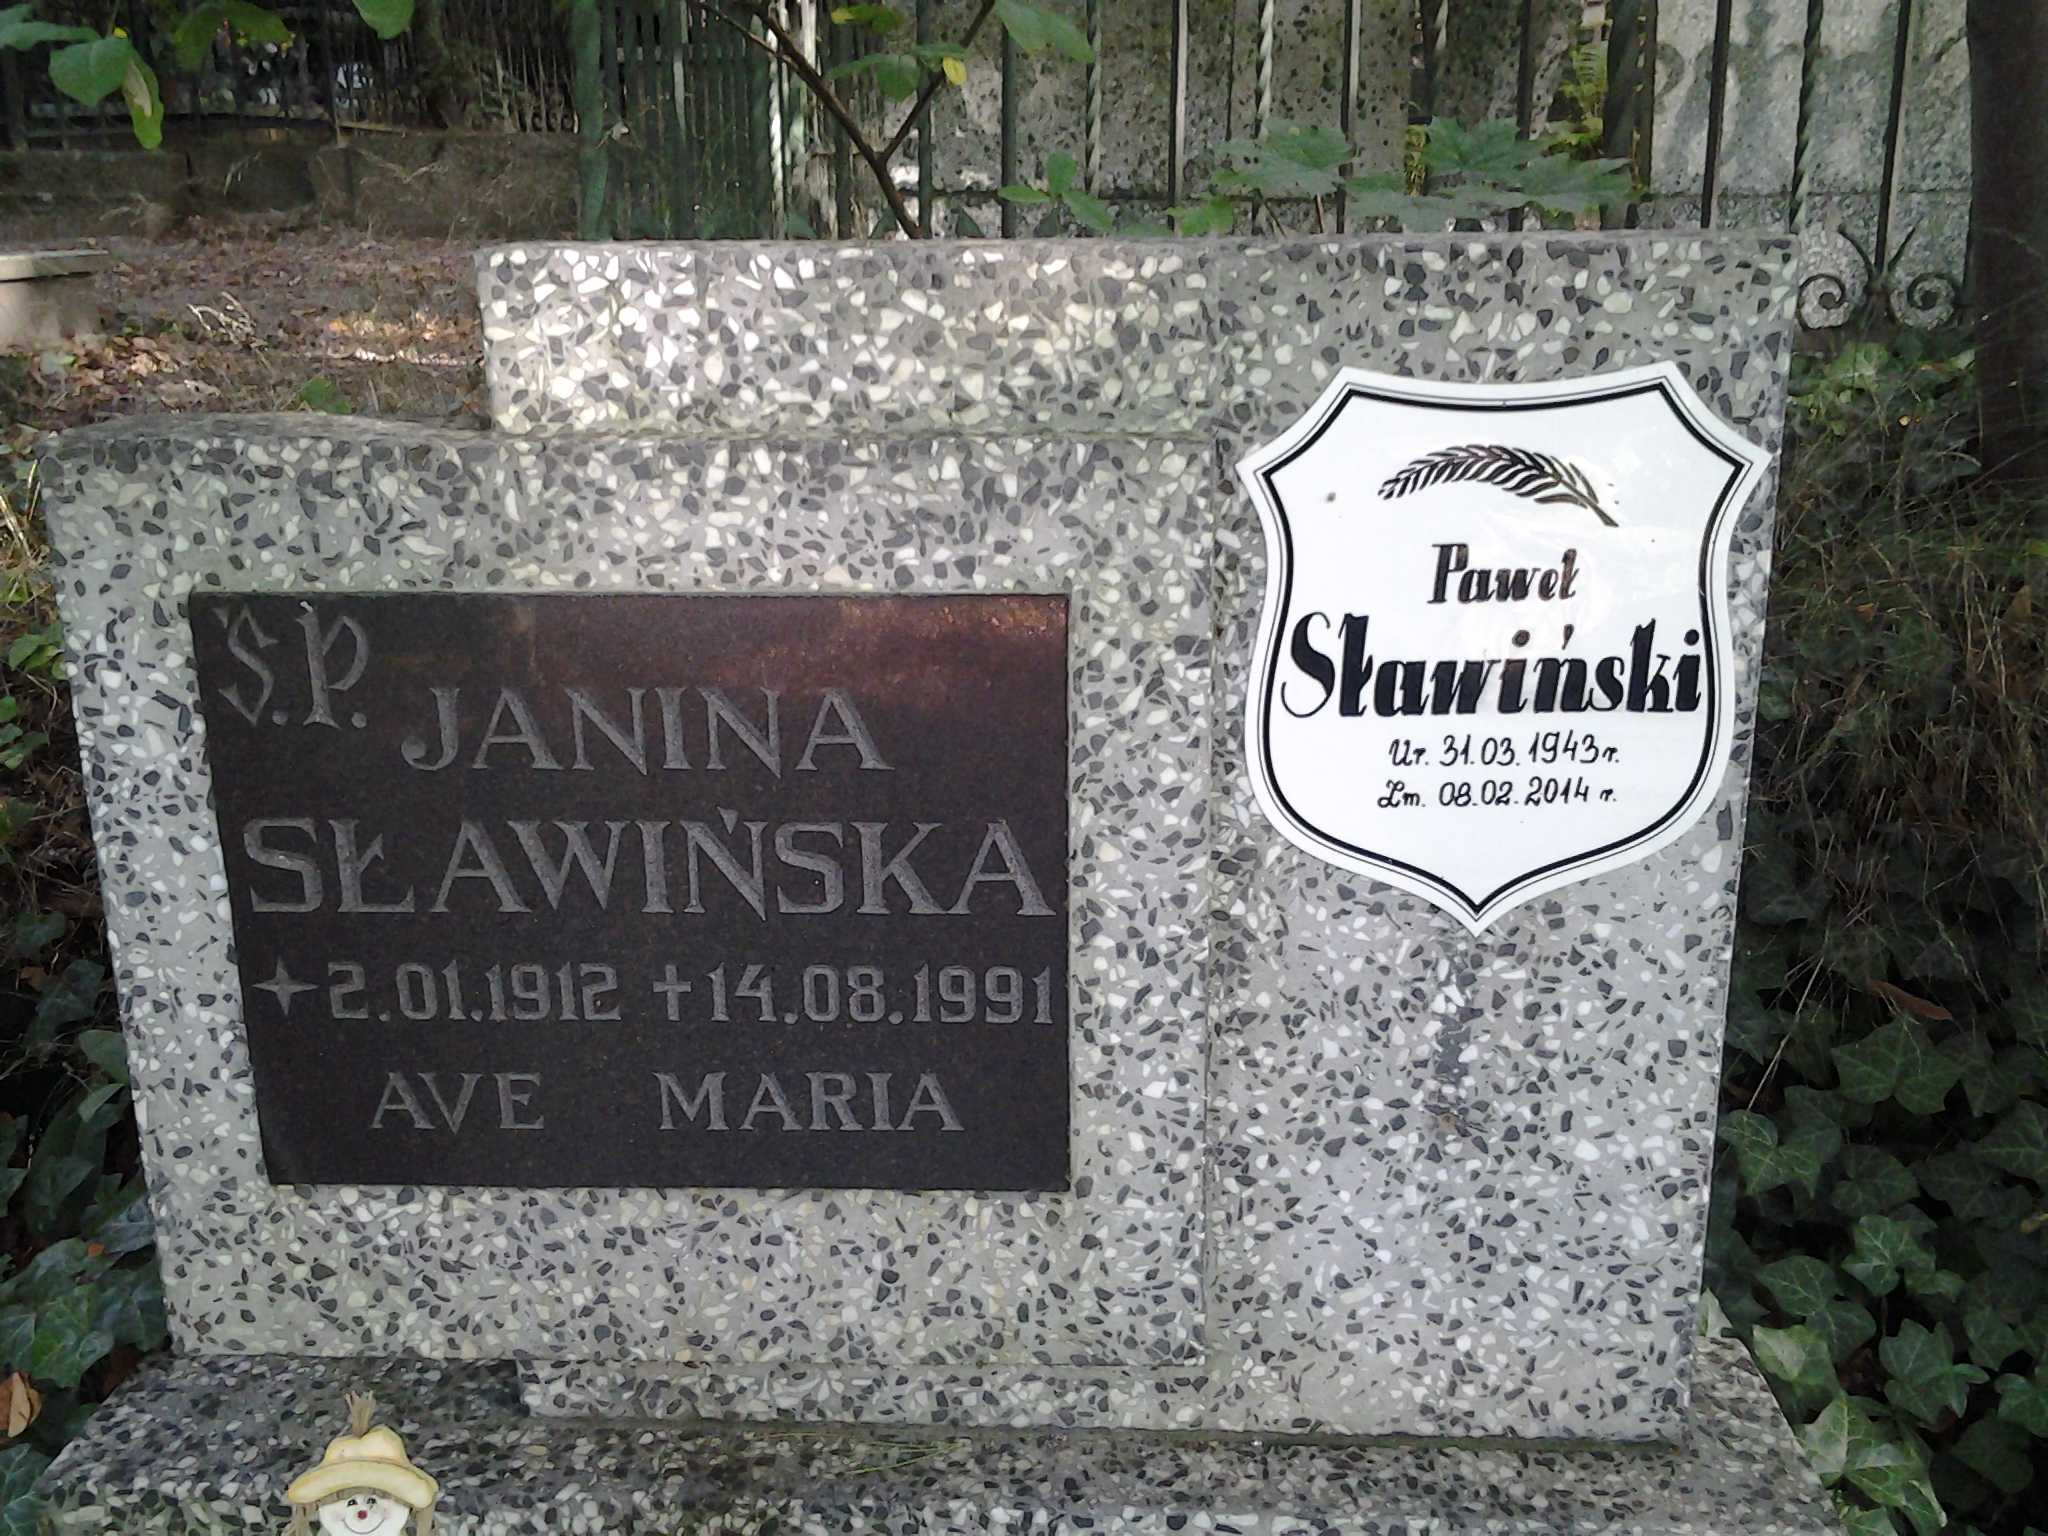 Ś.P.
JANINA
SŁAWIŃSKA
2.01.1912 †14.08.1991
AVE MARIA
Paweł
Sławiński
Ur. 31.03.1943 r.
Zm. 08.02.2014 r.